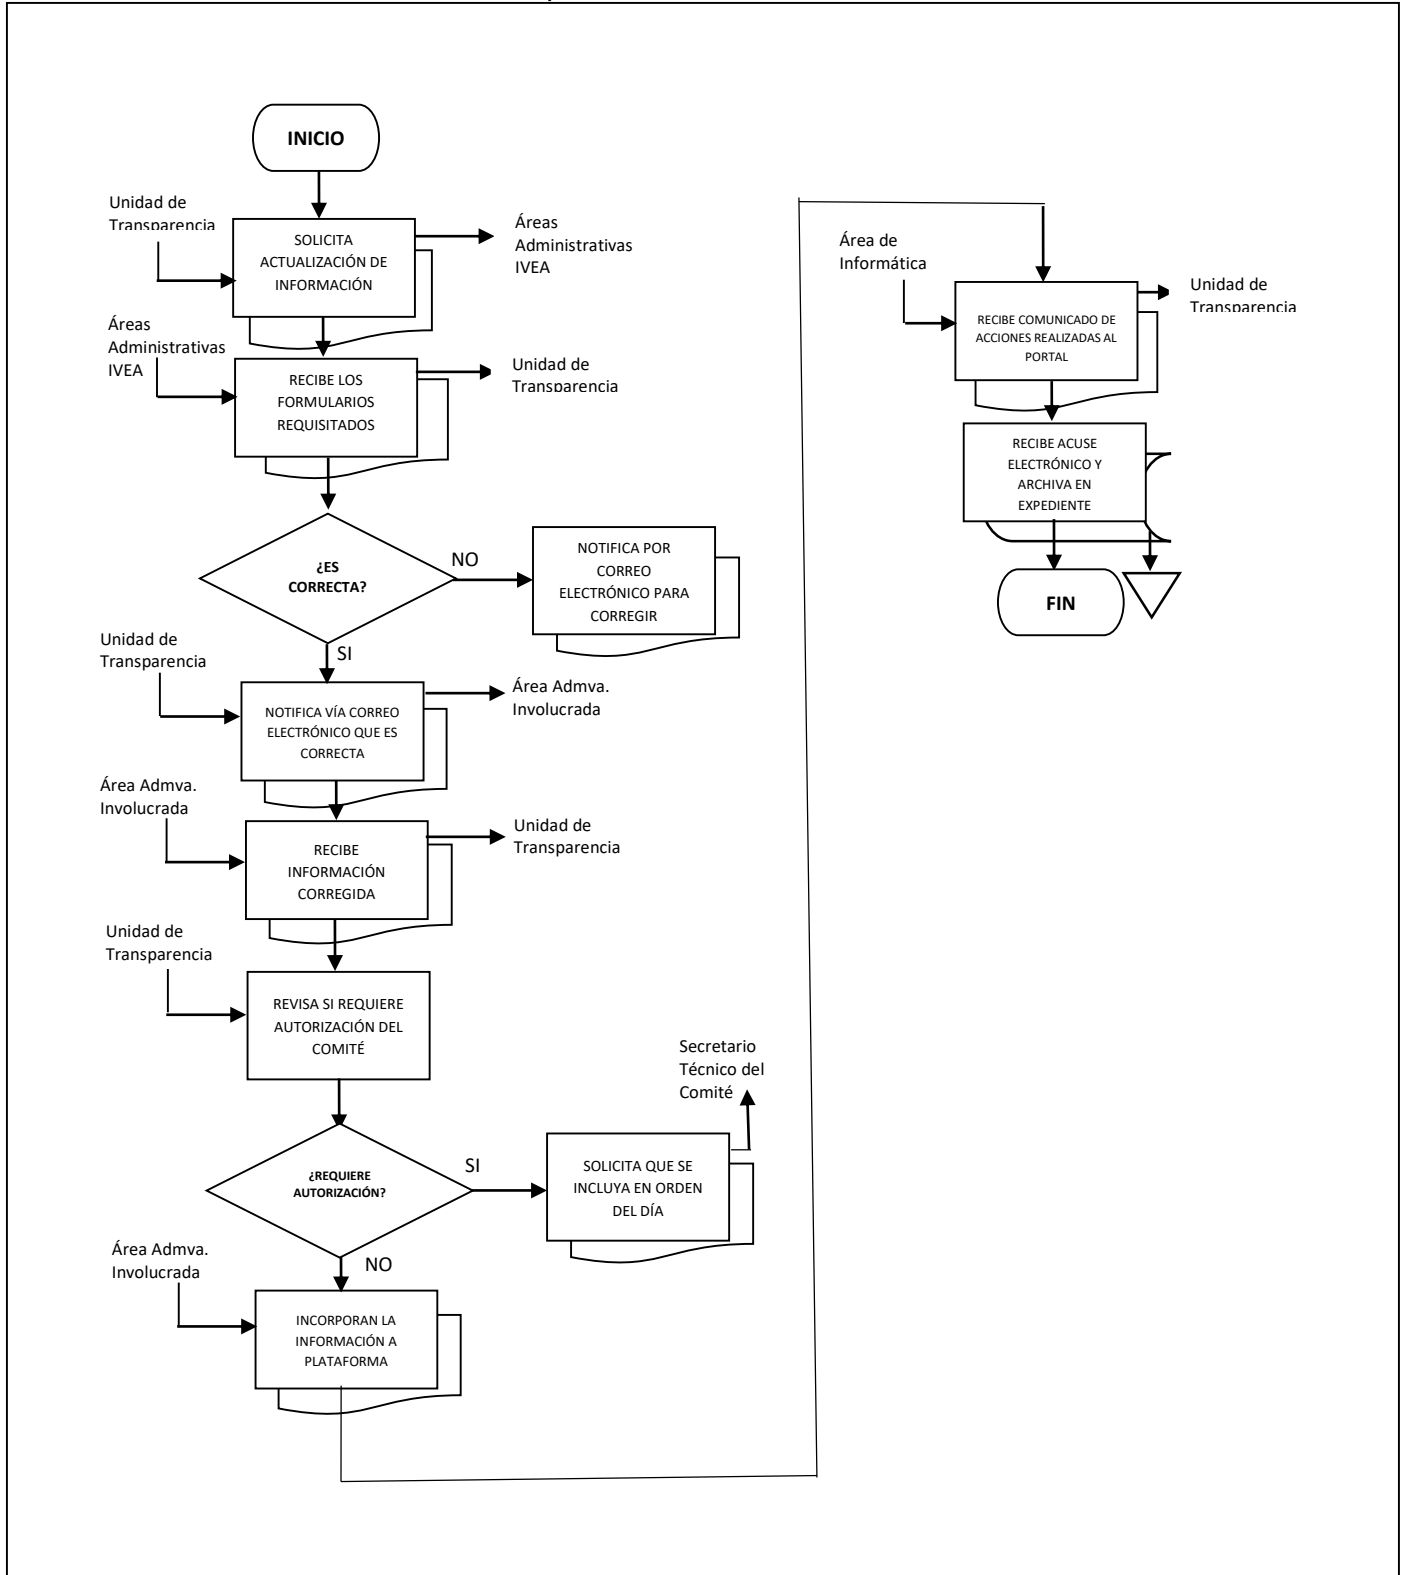 INICIO
Unidad de
Transparencia
SOLICITA
ACTUALIZACIÓN DE
INFORMACIÓN
Áreas
Administrativas
IVEA
Áreas
Administrativas
IVEA
RECIBE LOS
FORMULARIOS
REQUISITADOS
Unidad de
Transparencia
¿ES
CORRECTA?
NO
NOTIFICA POR
CORREO
ELECTRÓNICO PARA
CORREGIR
SI
Unidad de
Transparencia
NOTIFICA VÍA CORREO
ELECTRÓNICO QUE ES
CORRECTA
Área Admva.
Involucrada
Área Admva.
Involucrada
RECIBE
INFORMACIÓN
CORREGIDA
Unidad de
Transparencia
Unidad de
Transparencia
REVISA SI REQUIERE
AUTORIZACIÓN DEL
COMITÉ
¿REQUIERE
AUTORIZACIÓN?
SI
SOLICITA QUE SE
INCLUYA EN ORDEN
DEL DÍA
Secretario
Técnico del
Comité
NO
Área Admva.
Involucrada
INCORPORAN LA
INFORMACIÓN A
PLATAFORMA
Área de
Informática
RECIBE COMUNICADO DE
ACCIONES REALIZADAS AL
PORTAL
Unidad de
Transparencia
RECIBE ACUSE
ELECTRÓNICO Y
ARCHIVA EN
EXPEDIENTE
FIN